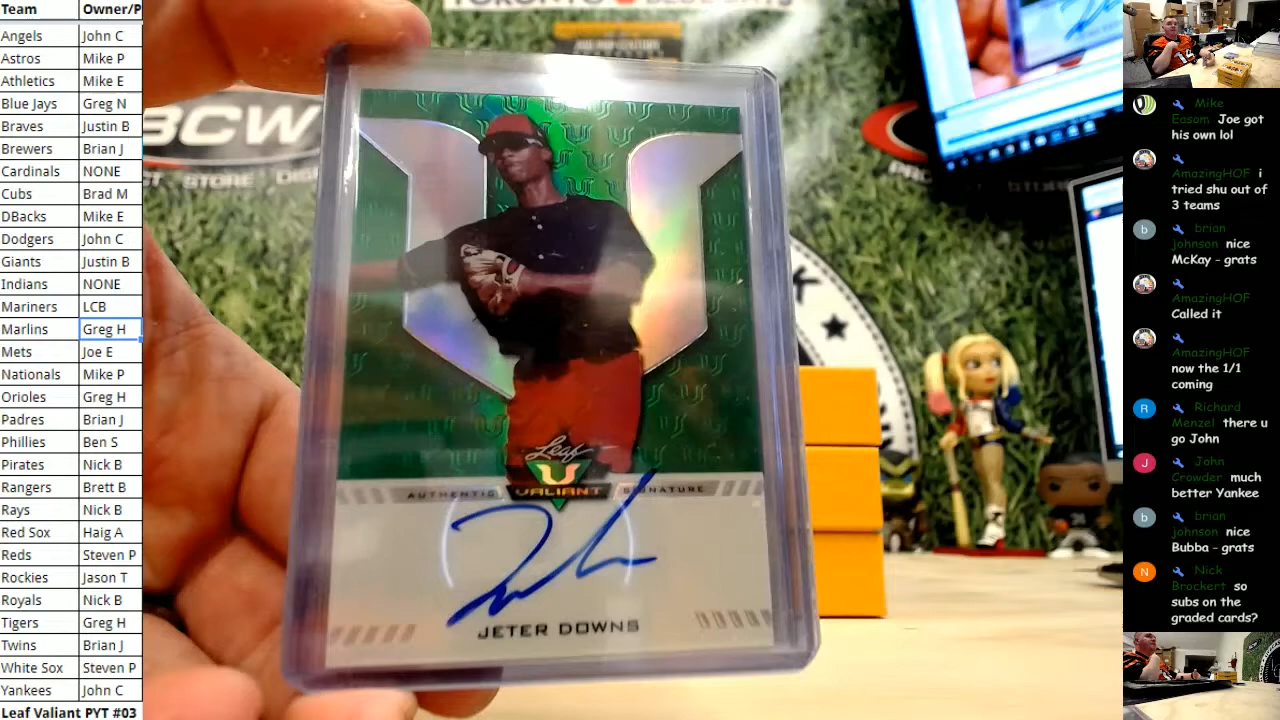 Team Owner/P
Angels John C
Astros Mike P
Athletics Mike E
Blue Jays Greg N
Braves Justin B
Brewers Brian J
Cardinals NONE
Cubs Brad M
DBacks Mike E
Dodgers John C
Giants Justin B
Indians NONE
Mariners LCB
Marlins Greg H
Mets Joe E
Nationals Mike P
Orioles Greg H
Padres Brian J
Phillies Ben S
Pirates Nick B
Rangers Brett B
Rays Nick B
Red Sox Haig A
Reds Steven P
Rockies Jason T
Royals Nick B
Tigers Greg H
Twins Brian J
White Sox Steven P
Yankees John C
Leaf Valiant PYT #03
BCW
STORE
Leaf
VALIANT
AUTHENTIC SIGNATURE
JETER DOWNS
Mike
Easom Joe got
his own lol
AmazingHOF i
tried shu out of
3 teams
brian
johnson nice
McKay - grats
AmazingHOF
Called it
AmazingHOF
now the 1/1
coming
Richard
Menzel there u
go John
John
Crowder much
better Yankee
brian
johnson nice
Bubba - grats
Nick
Brockert so
subs on the
graded cards?